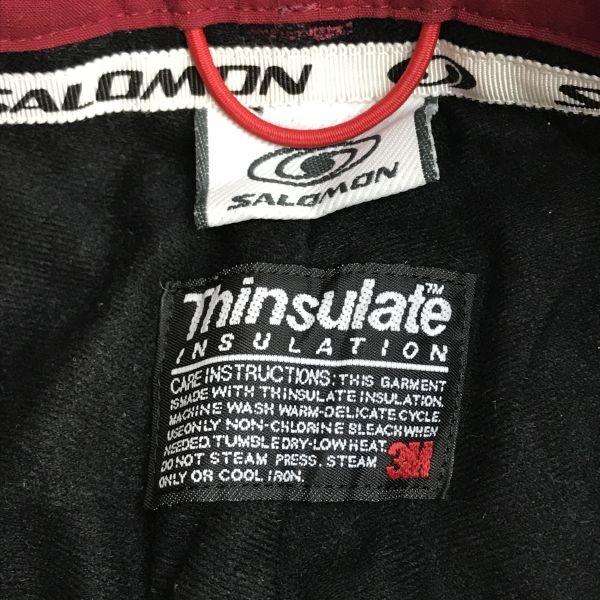 SALOMON
SALOMON
Thinsulate™
INSULATION
CARE INSTRUCTIONS: THIS GARMENT
IS MADE WITH THINSULATE INSULATION.
MACHINE WASH WARM-DELICATE CYCLE.
USE ONLY NON-CHLORINE BLEACH WHEN
NEEDED. TUMBLE DRY-LOW HEAT.
DO NOT STEAM PRESS. STEAM
ONLY OR COOL IRON.
3M